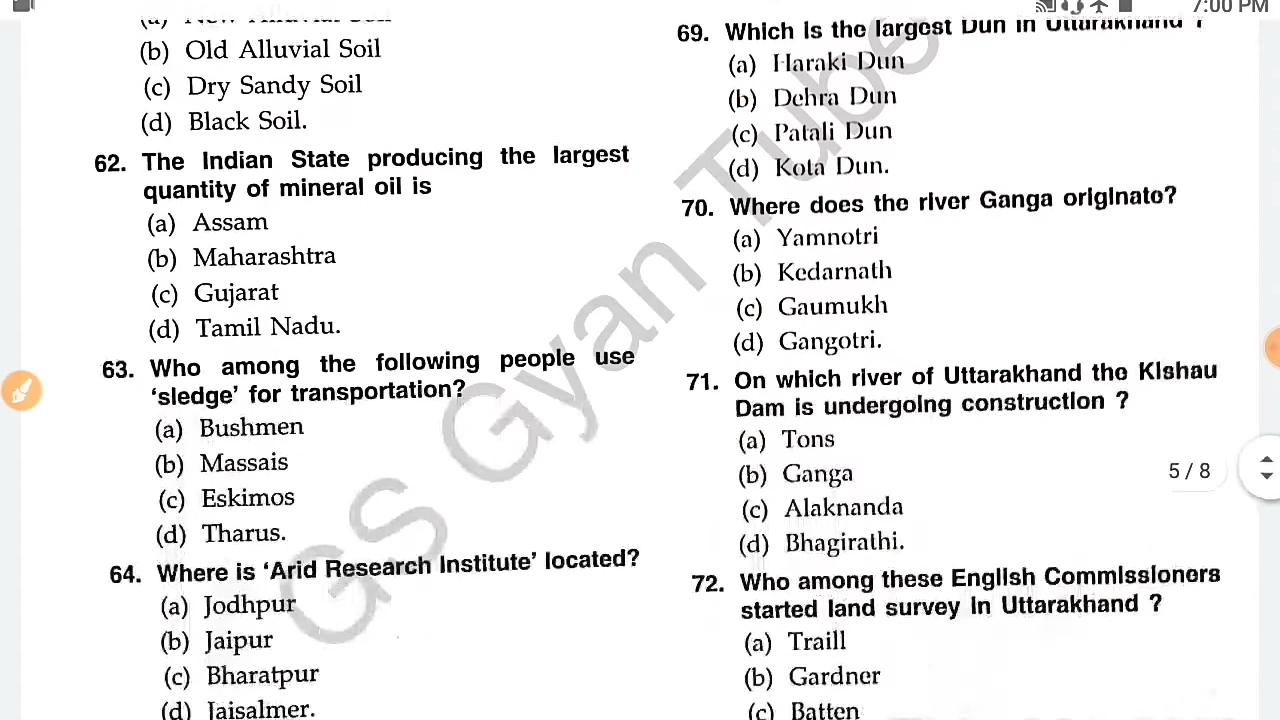 7:00 PM
(b) Old Alluvial Soil
(c) Dry Sandy Soil
(d) Black Soil.
62. The Indian State producing the largest
quantity of mineral oil is
(a) Assam
(b) Maharashtra
(c) Gujarat
(d) Tamil Nadu.
63. Who among the following people use
‘sledge’ for transportation?
(a) Bushmen
(b) Massais
(c) Eskimos
(d) Tharus.
64. Where is ‘Arid Research Institute’ located?
(a) Jodhpur
(b) Jaipur
(c) Bharatpur
(d) Jaisalmer.
69. Which is the largest Dun in Uttarakhand ?
(a) Haraki Dun
(b) Dehra Dun
(c) Patali Dun
(d) Kota Dun.
70. Where does the river Ganga originate?
(a) Yamnotri
(b) Kedarnath
(c) Gaumukh
(d) Gangotri.
71. On which river of Uttarakhand the Kishau
Dam is undergoing construction ?
(a) Tons
(b) Ganga
(c) Alaknanda
(d) Bhagirathi.
72. Who among these English Commissioners
started land survey in Uttarakhand ?
(a) Traill
(b) Gardner
(c) Batten
5 / 8
GS Gyan Tube